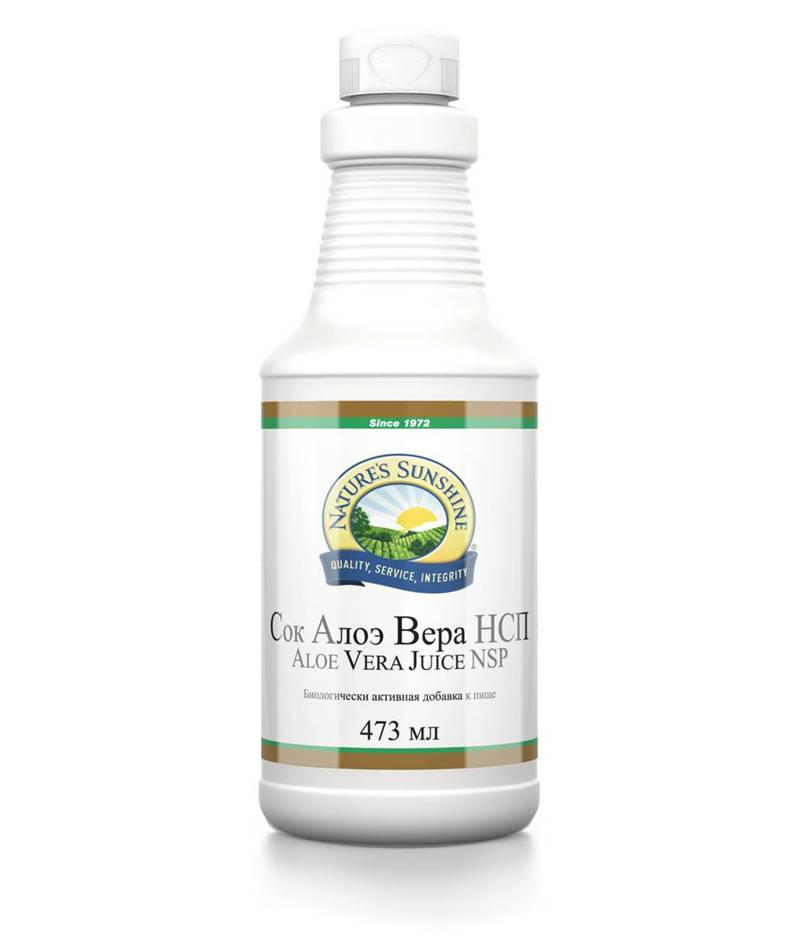 Since 1972
NATURE'S SUNSHINE
®
QUALITY, SERVICE, INTEGRITY
Сок Алоэ Вера НСП
ALOE VERA JUICE NSP
Биологически активная добавка к пище
473 мл